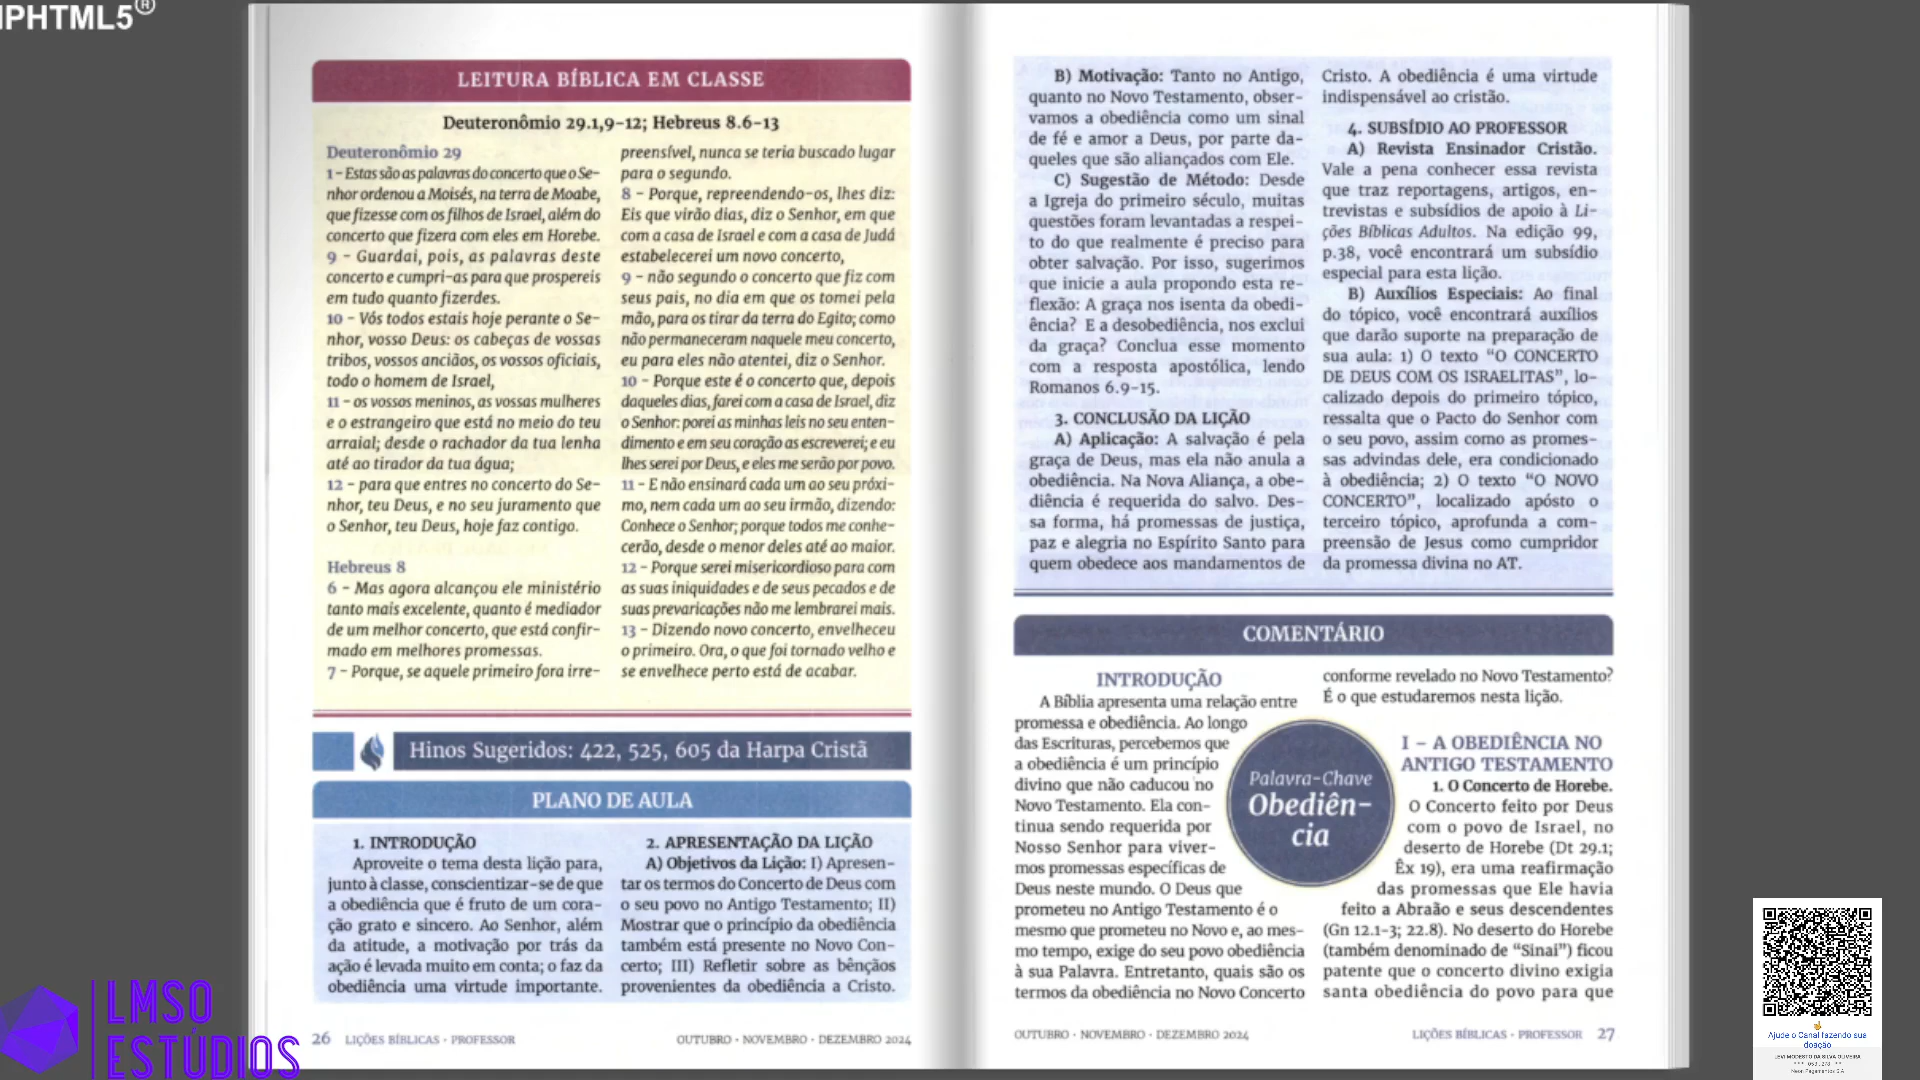 IPHTML5®
LEITURA BÍBLICA EM CLASSE
Deuteronômio 29.1,9-12; Hebreus 8.6-13
Deuteronômio 29
1 – Estas são as palavras do concerto que o Se-
nhor ordenou a Moisés, na terra de Moabe,
que fizesse com os filhos de Israel, além do
concerto que fizera com eles em Horebe.
9 – Guardai, pois, as palavras deste
concerto e cumpri-as para que prospereis
em tudo quanto fizerdes.
10 – Vós todos estais hoje perante o Se-
nhor, vosso Deus: os cabeças de vossas
tribos, vossos anciãos, os vossos oficiais,
todo o homem de Israel,
11 – os vossos meninos, as vossas mulheres
e o estrangeiro que está no meio do teu
arraial; desde o rachador da tua lenha
até ao tirador da tua água;
12 – para que entres no concerto do Se-
nhor, teu Deus, e no seu juramento que
o Senhor, teu Deus, hoje faz contigo.
Hebreus 8
6 – Mas agora alcançou ele ministério
tanto mais excelente, quanto é mediador
de um melhor concerto, que está confir-
mado em melhores promessas.
7 – Porque, se aquele primeiro fora irre-
preensível, nunca se teria buscado lugar
para o segundo.
8 – Porque, repreendendo-os, lhes diz:
Eis que virão dias, diz o Senhor, em que
com a casa de Israel e com a casa de Judá
estabelecerei um novo concerto,
9 – não segundo o concerto que fiz com
seus pais, no dia em que os tomei pela
mão, para os tirar da terra do Egito; como
não permaneceram naquele meu concerto,
eu para eles não atentei, diz o Senhor.
10 – Porque este é o concerto que, depois
daqueles dias, farei com a casa de Israel, diz
o Senhor: porei as minhas leis no seu enten-
dimento e em seu coração as escreverei; e eu
lhes serei por Deus, e eles me serão por povo.
11 – E não ensinará cada um ao seu próxi-
mo, nem cada um ao seu irmão, dizendo:
Conhece o Senhor; porque todos me conhe-
cerão, desde o menor deles até ao maior.
12 – Porque serei misericordioso para com
as suas iniquidades e de seus pecados e de
suas prevaricações não me lembrarei mais.
13 – Dizendo novo concerto, envelheceu
o primeiro. Ora, o que foi tornado velho e
se envelhece perto está de acabar.
Hinos Sugeridos: 422, 525, 605 da Harpa Cristã
PLANO DE AULA
1. INTRODUÇÃO
Aproveite o tema desta lição para,
junto à classe, conscientizar-se de que
a obediência que é fruto de um cora-
ção grato e sincero. Ao Senhor, além
da atitude, a motivação por trás da
ação é levada muito em conta; o faz da
obediência uma virtude importante.
2. APRESENTAÇÃO DA LIÇÃO
A) Objetivos da Lição: I) Apresen-
tar os termos do Concerto de Deus com
o seu povo no Antigo Testamento; II)
Mostrar que o princípio da obediência
também está presente no Novo Con-
certo; III) Refletir sobre as bênçãos
provenientes da obediência a Cristo.
26 LIÇÕES BÍBLICAS · PROFESSOR
OUTUBRO · NOVEMBRO · DEZEMBRO 2024
B) Motivação: Tanto no Antigo,
quanto no Novo Testamento, obser-
vamos a obediência como um sinal
de fé e amor a Deus, por parte da-
queles que são aliançados com Ele.
C) Sugestão de Método: Desde
a Igreja do primeiro século, muitas
questões foram levantadas a respei-
to do que realmente é preciso para
obter salvação. Por isso, sugerimos
que inicie a aula propondo esta re-
flexão: A graça nos isenta da obedi-
ência? E a desobediência, nos exclui
da graça? Conclua esse momento
com a resposta apostólica, lendo
Romanos 6.9-15.
3. CONCLUSÃO DA LIÇÃO
A) Aplicação: A salvação é pela
graça de Deus, mas ela não anula a
obediência. Na Nova Aliança, a obe-
diência é requerida do salvo. Des-
sa forma, há promessas de justiça,
paz e alegria no Espírito Santo para
quem obedece aos mandamentos de
Cristo. A obediência é uma virtude
indispensável ao cristão.
4. SUBSÍDIO AO PROFESSOR
A) Revista Ensinador Cristão.
Vale a pena conhecer essa revista
que traz reportagens, artigos, en-
trevistas e subsídios de apoio à Li-
ções Bíblicas Adultos. Na edição 99,
p.38, você encontrará um subsídio
especial para esta lição.
B) Auxílios Especiais: Ao final
do tópico, você encontrará auxílios
que darão suporte na preparação de
sua aula: 1) O texto “O CONCERTO
DE DEUS COM OS ISRAELITAS”, lo-
calizado depois do primeiro tópico,
ressalta que o Pacto do Senhor com
o seu povo, assim como as promes-
sas advindas dele, era condicionado
à obediência; 2) O texto “O NOVO
CONCERTO”, localizado apósto o
terceiro tópico, aprofunda a com-
preensão de Jesus como cumpridor
da promessa divina no AT.
COMENTÁRIO
INTRODUÇÃO
A Bíblia apresenta uma relação entre
promessa e obediência. Ao longo
das Escrituras, percebemos que
a obediência é um princípio
divino que não caducou no
Novo Testamento. Ela con-
tinua sendo requerida por
Nosso Senhor para viver-
mos promessas específicas de
Deus neste mundo. O Deus que
prometeu no Antigo Testamento é o
mesmo que prometeu no Novo e, ao mes-
mo tempo, exige do seu povo obediência
à sua Palavra. Entretanto, quais são os
termos da obediência no Novo Concerto
conforme revelado no Novo Testamento?
É o que estudaremos nesta lição.
Palavra-Chave
Obediên-
cia
I – A OBEDIÊNCIA NO
ANTIGO TESTAMENTO
1. O Concerto de Horebe.
O Concerto feito por Deus
com o povo de Israel, no
deserto de Horebe (Dt 29.1;
Êx 19), era uma reafirmação
das promessas que Ele havia
feito a Abraão e seus descendentes
(Gn 12.1-3; 22.8). No deserto do Horebe
(também denominado de “Sinai”) ficou
patente que o concerto divino exigia
santa obediência do povo para que
OUTUBRO · NOVEMBRO · DEZEMBRO 2024
LIÇÕES BÍBLICAS · PROFESSOR 27
LMSO
ESTÚDIOS
Ajude o Canal fazendo sua
doação
LEVI MODESTO DA SILVA OLIVEIRA
Neon Pagamentos S.A